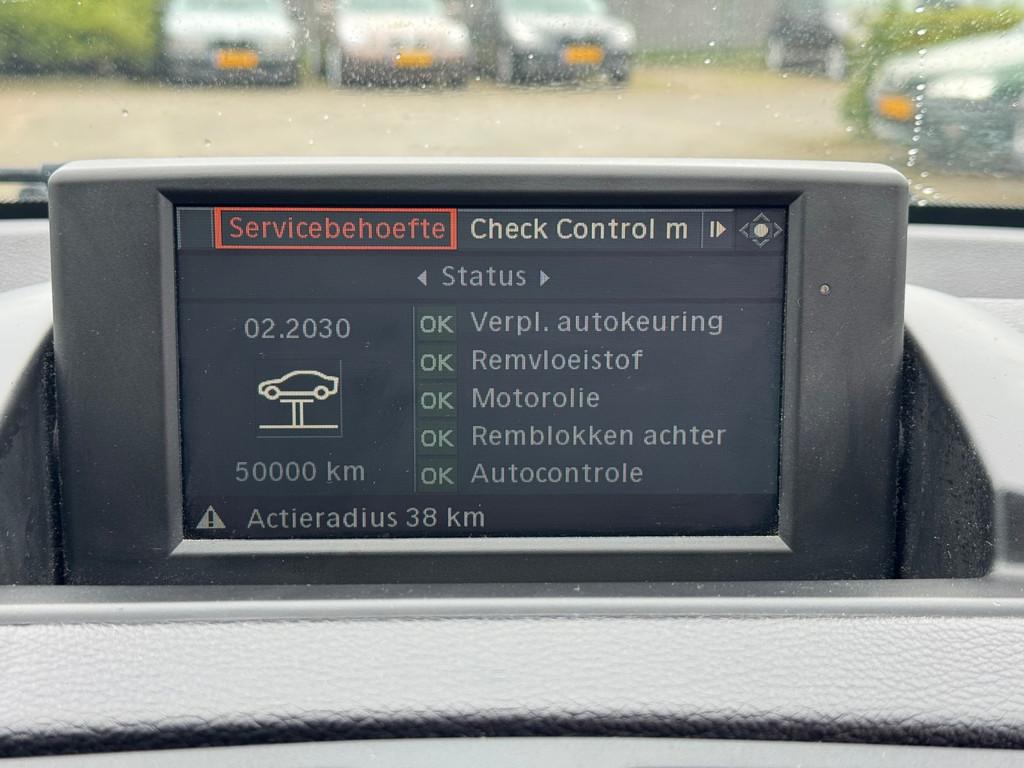 Servicebehoefte Check Control m
Status
02.2030
50000 km
OK Verpl. autokeuring
OK Remvloeistof
OK Motorolie
OK Remblokken achter
OK Autocontrole
Actieradius 38 km